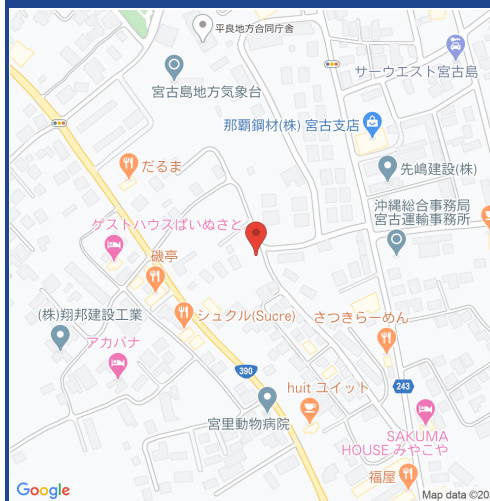 平良地方合同庁舎
サーウエスト宮古島
宮古島地方気象台
那覇鋼材(株) 宮古支店
だるま
先嶋建設(株)
沖縄総合事務局
宮古運輸事務所
ゲストハウスぱいぬさと
磯亭
(株)翔邦建設工業
シュクル(Sucre)
さつきらーめん
アカバナ
390
243
huit ユイット
宮里動物病院
SAKUMA
HOUSE みやこや
福屋
Google
Map data ©20